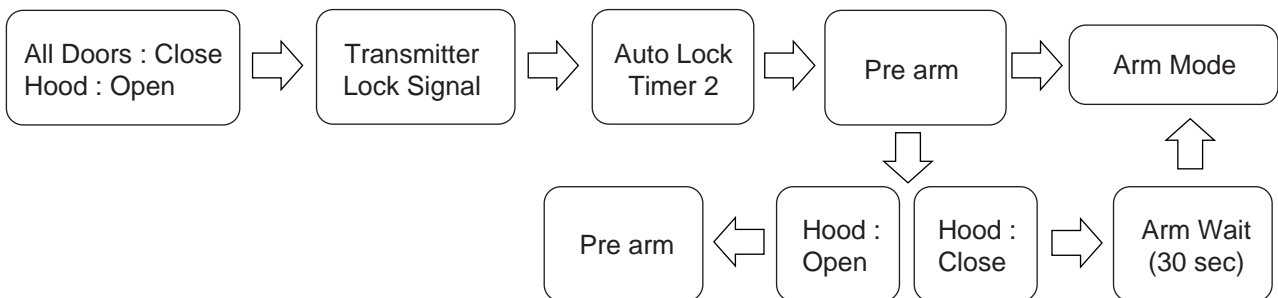 All Doors : Close
Hood : Open
Transmitter
Lock Signal
Auto Lock
Timer 2
Pre arm
Arm Mode
Pre arm
Hood :
Open
Hood :
Close
Arm Wait
(30 sec)